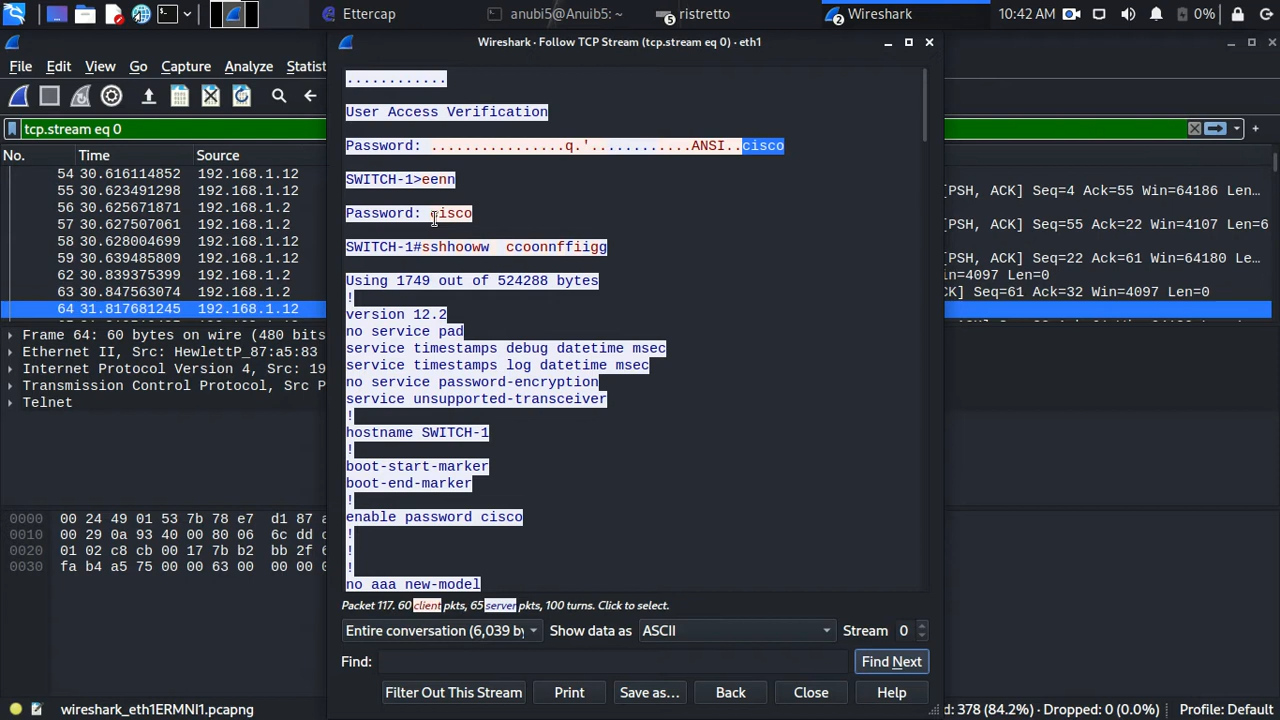 Ettercap
anubi5@Anuib5: ~
5 ristretto
2 Wireshark
10:42 AM
0%
Wireshark · Follow TCP Stream (tcp.stream eq 0) · eth1
File Edit View Go Capture Analyze Statist
tcp.stream eq 0
No. Time Source
54 30.616114852 192.168.1.12
55 30.623491298 192.168.1.2
56 30.625671871 192.168.1.2
57 30.627507061 192.168.1.2
58 30.628004699 192.168.1.12
59 30.639485809 192.168.1.12
62 30.839375399 192.168.1.2
63 30.847563074 192.168.1.2
64 31.817681245 192.168.1.12
[PSH, ACK] Seq=4 Ack=55 Win=64186 Len…
[PSH, ACK] Seq=55 Ack=22 Win=4107 Len…
[PSH, ACK] Seq=22 Ack=61 Win=64180 Le…
=22 Win=4097 Len=0
CK] Seq=61 Ack=32 Win=4097 Len=0
Frame 64: 60 bytes on wire (480 bits
Ethernet II, Src: HewlettP_87:a5:83
Internet Protocol Version 4, Src: 19
Transmission Control Protocol, Src P
Telnet
0000 00 24 49 01 53 7b 78 e7 d1 87 a
0010 00 29 0a 93 40 00 80 06 6c dd c
0020 01 02 c8 cb 00 17 7b b2 bb 2f 6
0030 fa b4 a5 75 00 00 63 00 00 00 0
............
User Access Verification
Password: ................q.'..........ANSI..cisco
SWITCH-1>eenn
Password: cisco
SWITCH-1#sshhooww ccoonnffiigg
Using 1749 out of 524288 bytes
!
version 12.2
no service pad
service timestamps debug datetime msec
service timestamps log datetime msec
no service password-encryption
service unsupported-transceiver
!
hostname SWITCH-1
!
boot-start-marker
boot-end-marker
!
enable password cisco
!
!
!
no aaa new-model
Packet 117. 60 client pkts, 65 server pkts, 100 turns. Click to select.
Entire conversation (6,039 by Show data as ASCII Stream 0
Find: Find Next
Filter Out This Stream Print Save as… Back Close Help
wireshark_eth1ERMNI1.pcapng
d: 378 (84.2%) · Dropped: 0 (0.0%) Profile: Default